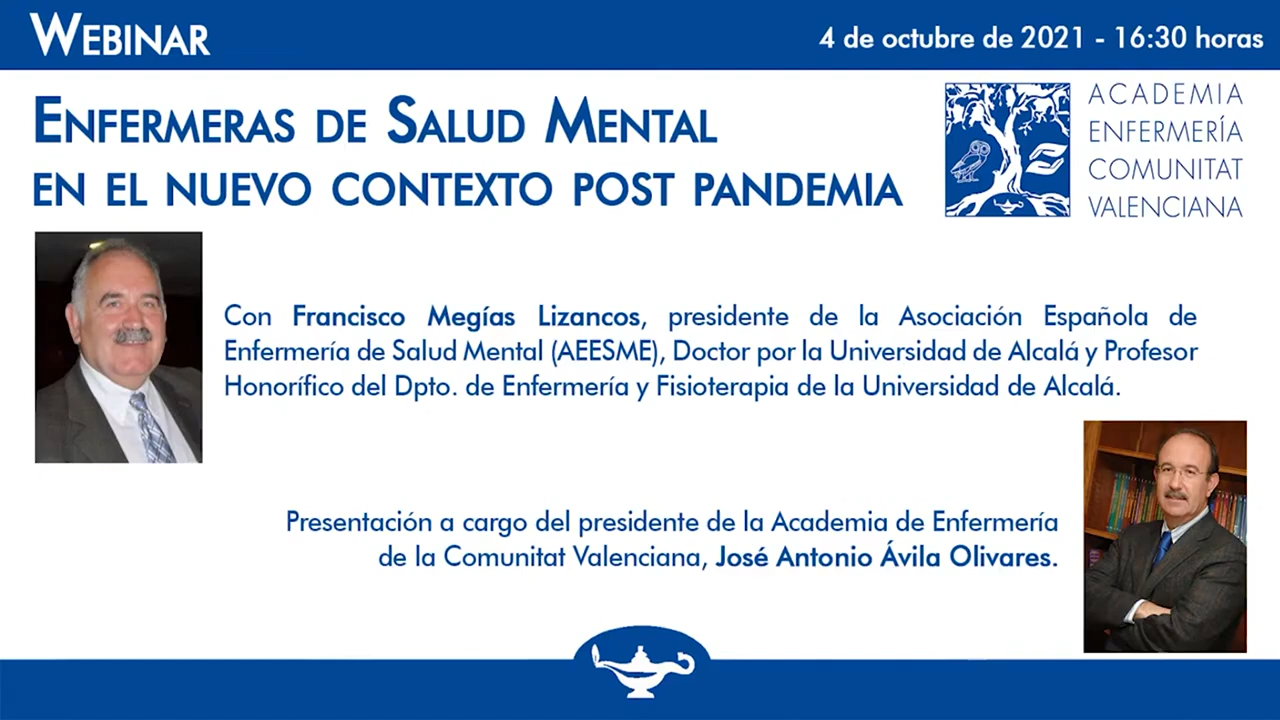 WEBINAR
4 de octubre de 2021 - 16:30 horas
ENFERMERAS DE SALUD MENTAL
EN EL NUEVO CONTEXTO POST PANDEMIA
ACADEMIA
ENFERMERÍA
COMUNITAT
VALENCIANA
Con Francisco Megías Lizancos, presidente de la Asociación Española de
Enfermería de Salud Mental (AEESME), Doctor por la Universidad de Alcalá y Profesor
Honorífico del Dpto. de Enfermería y Fisioterapia de la Universidad de Alcalá.
Presentación a cargo del presidente de la Academia de Enfermería
de la Comunitat Valenciana, José Antonio Ávila Olivares.